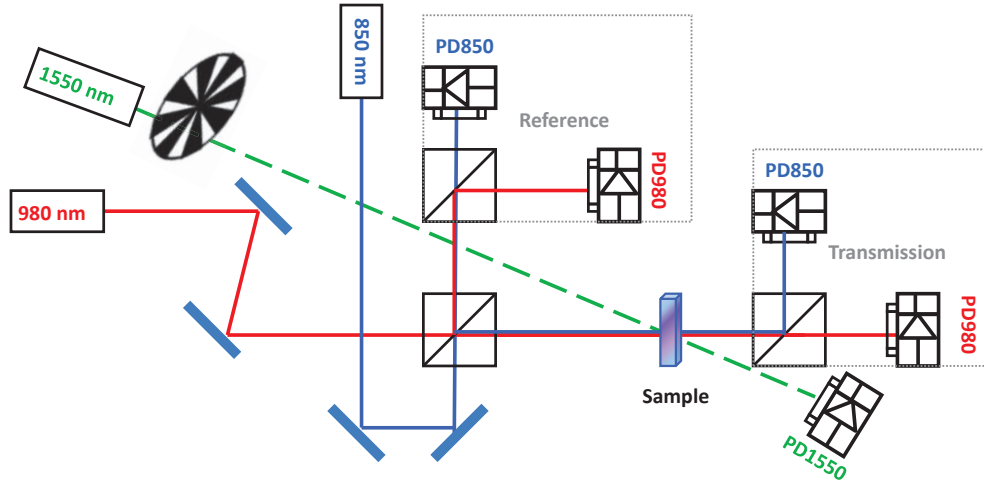 1550 nm
850 nm
PD850
Reference
PD980
980 nm
PD850
Transmission
PD980
Sample
PD1550